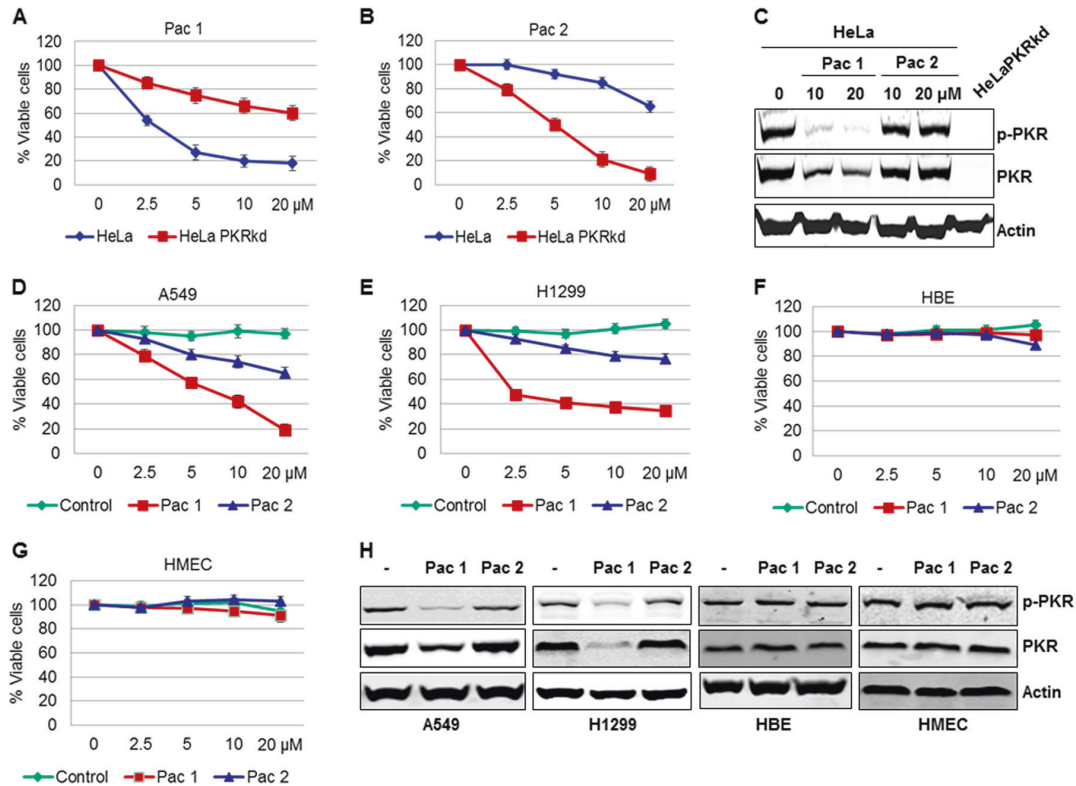 A
Pac 1
% Viable cells
120
100
80
60
40
20
0
0 2.5 5 10 20 µM
HeLa HeLa PKRkd
B
Pac 2
% Viable cells
120
100
80
60
40
20
0
0 2.5 5 10 20 µM
HeLa HeLa PKRkd
C
HeLa
HeLaPKRkd
Pac 1 Pac 2
0 10 20 10 20 µM
p-PKR
PKR
Actin
D
A549
% Viable cells
120
100
80
60
40
20
0
0 2.5 5 10 20 µM
Control Pac 1 Pac 2
E
H1299
% Viable cells
120
100
80
60
40
20
0
0 2.5 5 10 20 µM
Control Pac 1 Pac 2
F
HBE
% Viable cells
120
100
80
60
40
20
0
0 2.5 5 10 20 µM
Control Pac 1 Pac 2
G
HMEC
% Viable cells
120
100
80
60
40
20
0
0 2.5 5 10 20 µM
Control Pac 1 Pac 2
H
- Pac 1 Pac 2 - Pac 1 Pac 2 - Pac 1 Pac 2 - Pac 1 Pac 2
p-PKR
PKR
Actin
A549 H1299 HBE HMEC